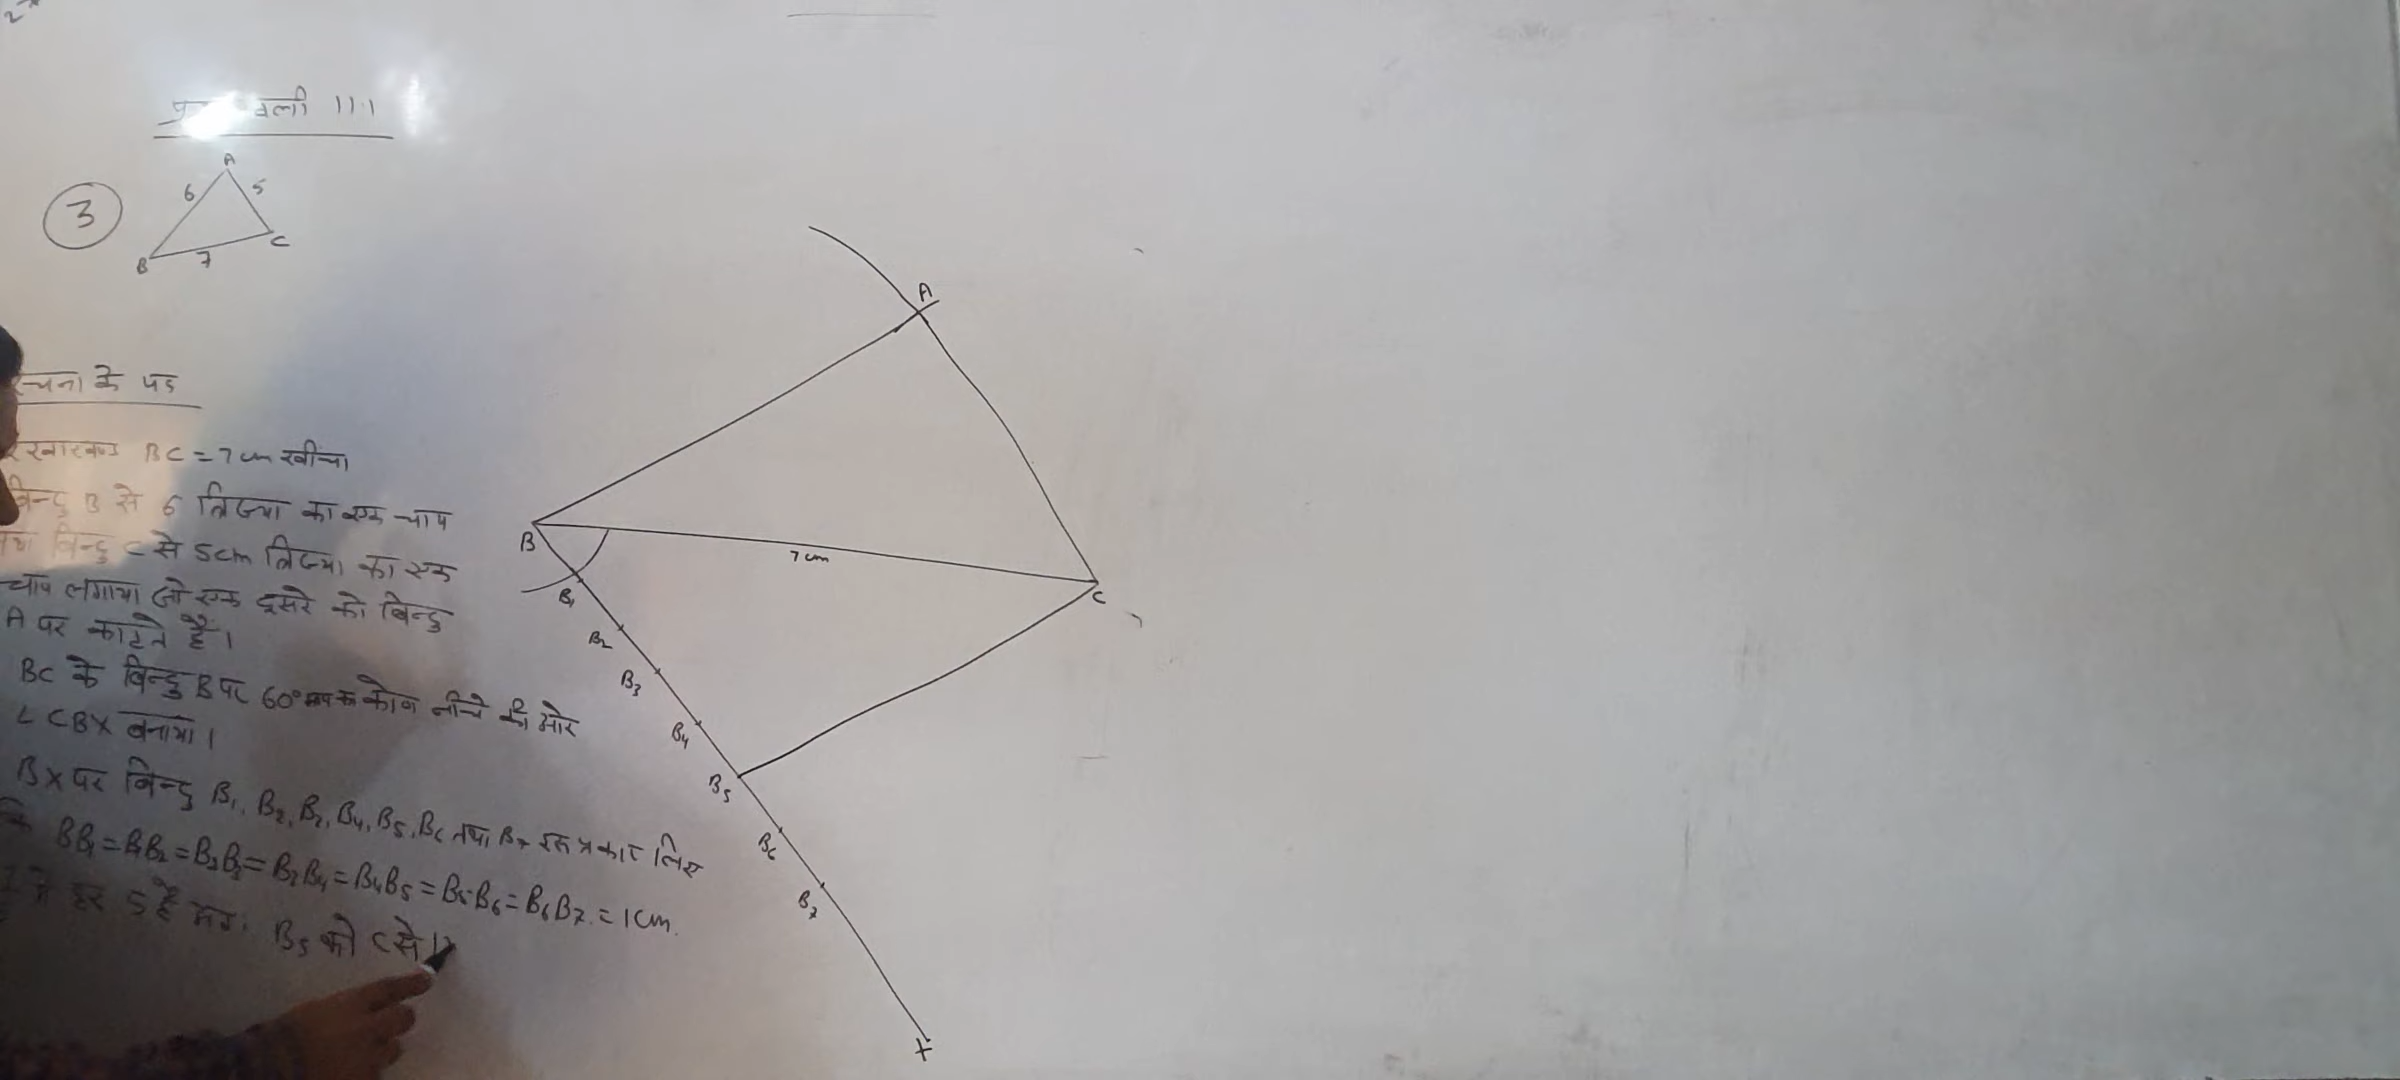 वली 11.1
3
A
6 5
B 7 C
रचना के पद
रेखाखण्ड BC = 7 cm खींचा
बिन्दु B से 6 त्रिज्या का एक चाप
तथा बिन्दु C से 5cm त्रिज्या का एक
चाप लगाया जो एक दूसरे को बिन्दु
A पर काटते हैं।
BC के बिन्दु B पर 60° का कोण नीचे की ओर
∠CBX बनाया।
BX पर बिन्दु B₁, B₂, B₃, B₄, B₅, B₆ तथा B₇ इस प्रकार लिए
कि BB₁ = B₁B₂ = B₂B₃ = B₃B₄ = B₄B₅ = B₅B₆ = B₆B₇ = 1cm.
में हर 5 है अतः B₅ को C से
A
B
7 cm
C
B₁
B₂
B₃
B₄
B₅
B₆
B₇
X